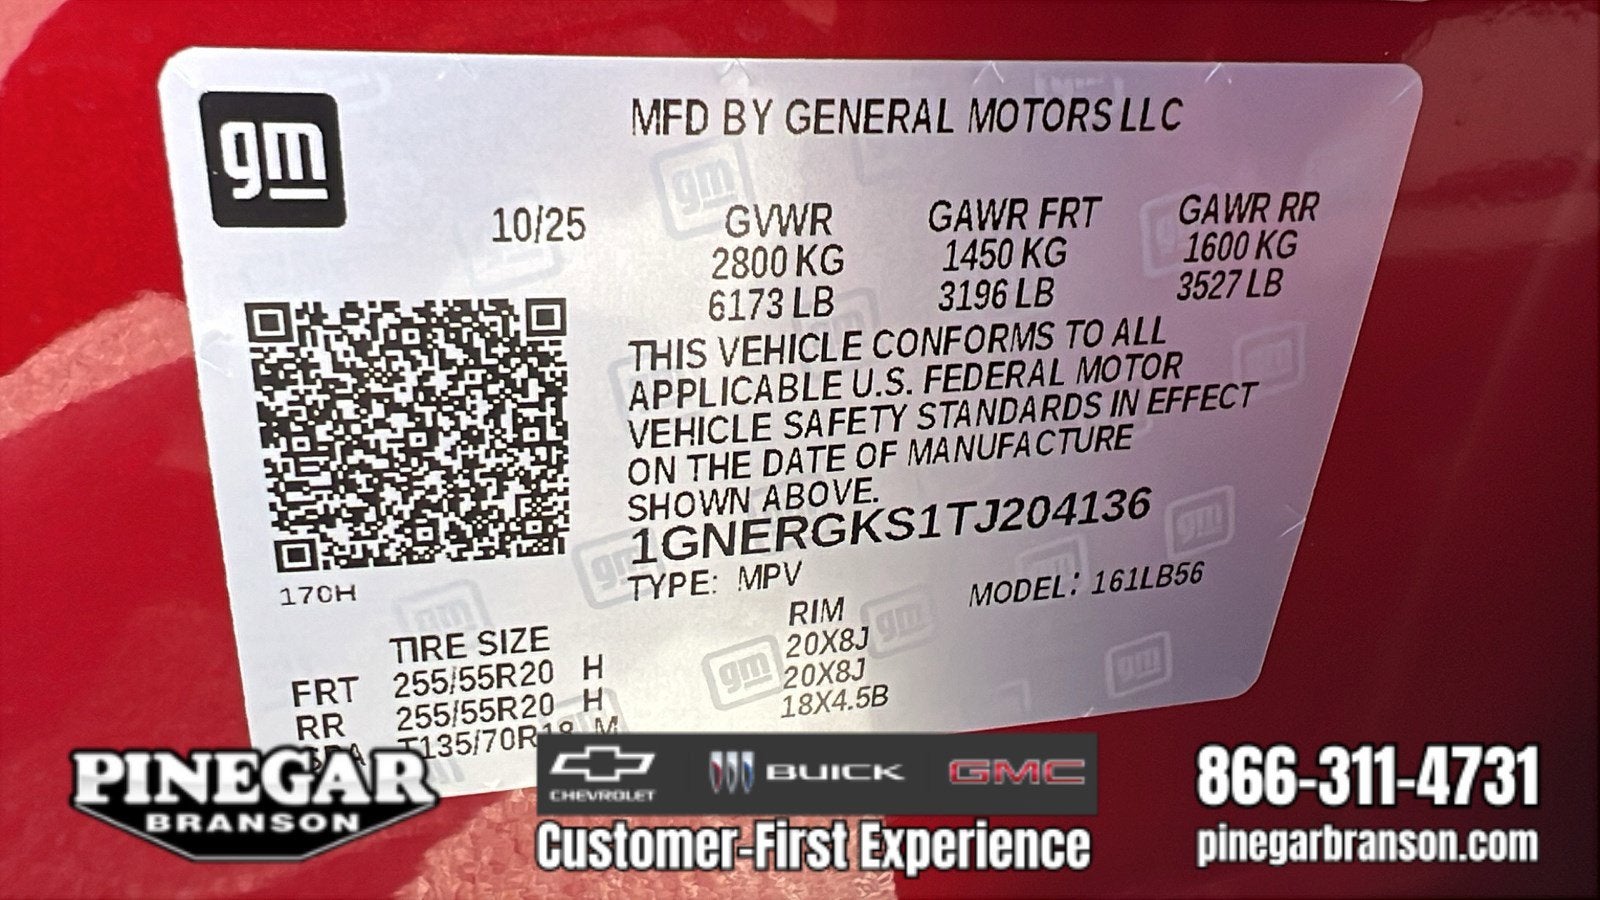 gm
MFD BY GENERAL MOTORS LLC
10/25
GVWR GAWR FRT GAWR RR
2800 KG 1450 KG 1600 KG
6173 LB 3196 LB 3527 LB
THIS VEHICLE CONFORMS TO ALL
APPLICABLE U.S. FEDERAL MOTOR
VEHICLE SAFETY STANDARDS IN EFFECT
ON THE DATE OF MANUFACTURE
SHOWN ABOVE.
1GNERGKS1TJ204136
170H
TYPE: MPV MODEL: 161LB56
TIRE SIZE RIM
FRT 255/55R20 H 20X8J
RR 255/55R20 H 20X8J
SPA T135/70R18 M 18X4.5B
PINEGAR
BRANSON
CHEVROLET BUICK GMC
Customer-First Experience
866-311-4731
pinegarbranson.com